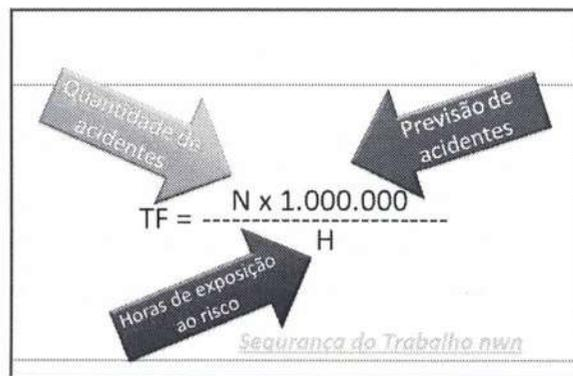 Quantidade de
acidentes
Previsão de
acidentes
N x 1.000.000
TF = ------------------------
H
Horas de exposição
ao risco
Segurança do Trabalho nwn